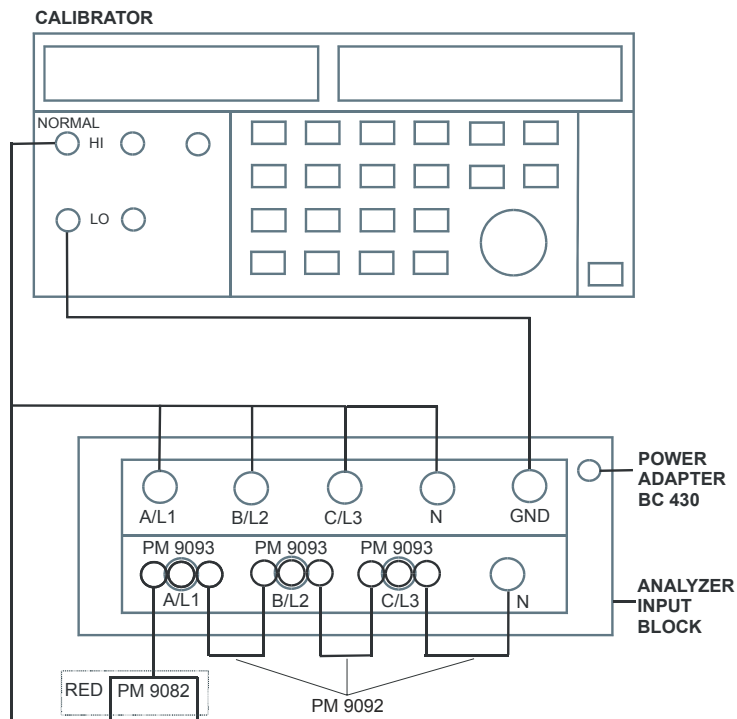 CALIBRATOR
NORMAL
HI
LO
POWER
ADAPTER
BC 430
A/L1
B/L2
C/L3
N
GND
PM 9093
PM 9093
PM 9093
A/L1
B/L2
C/L3
N
ANALYZER
INPUT
BLOCK
RED
PM 9082
PM 9092